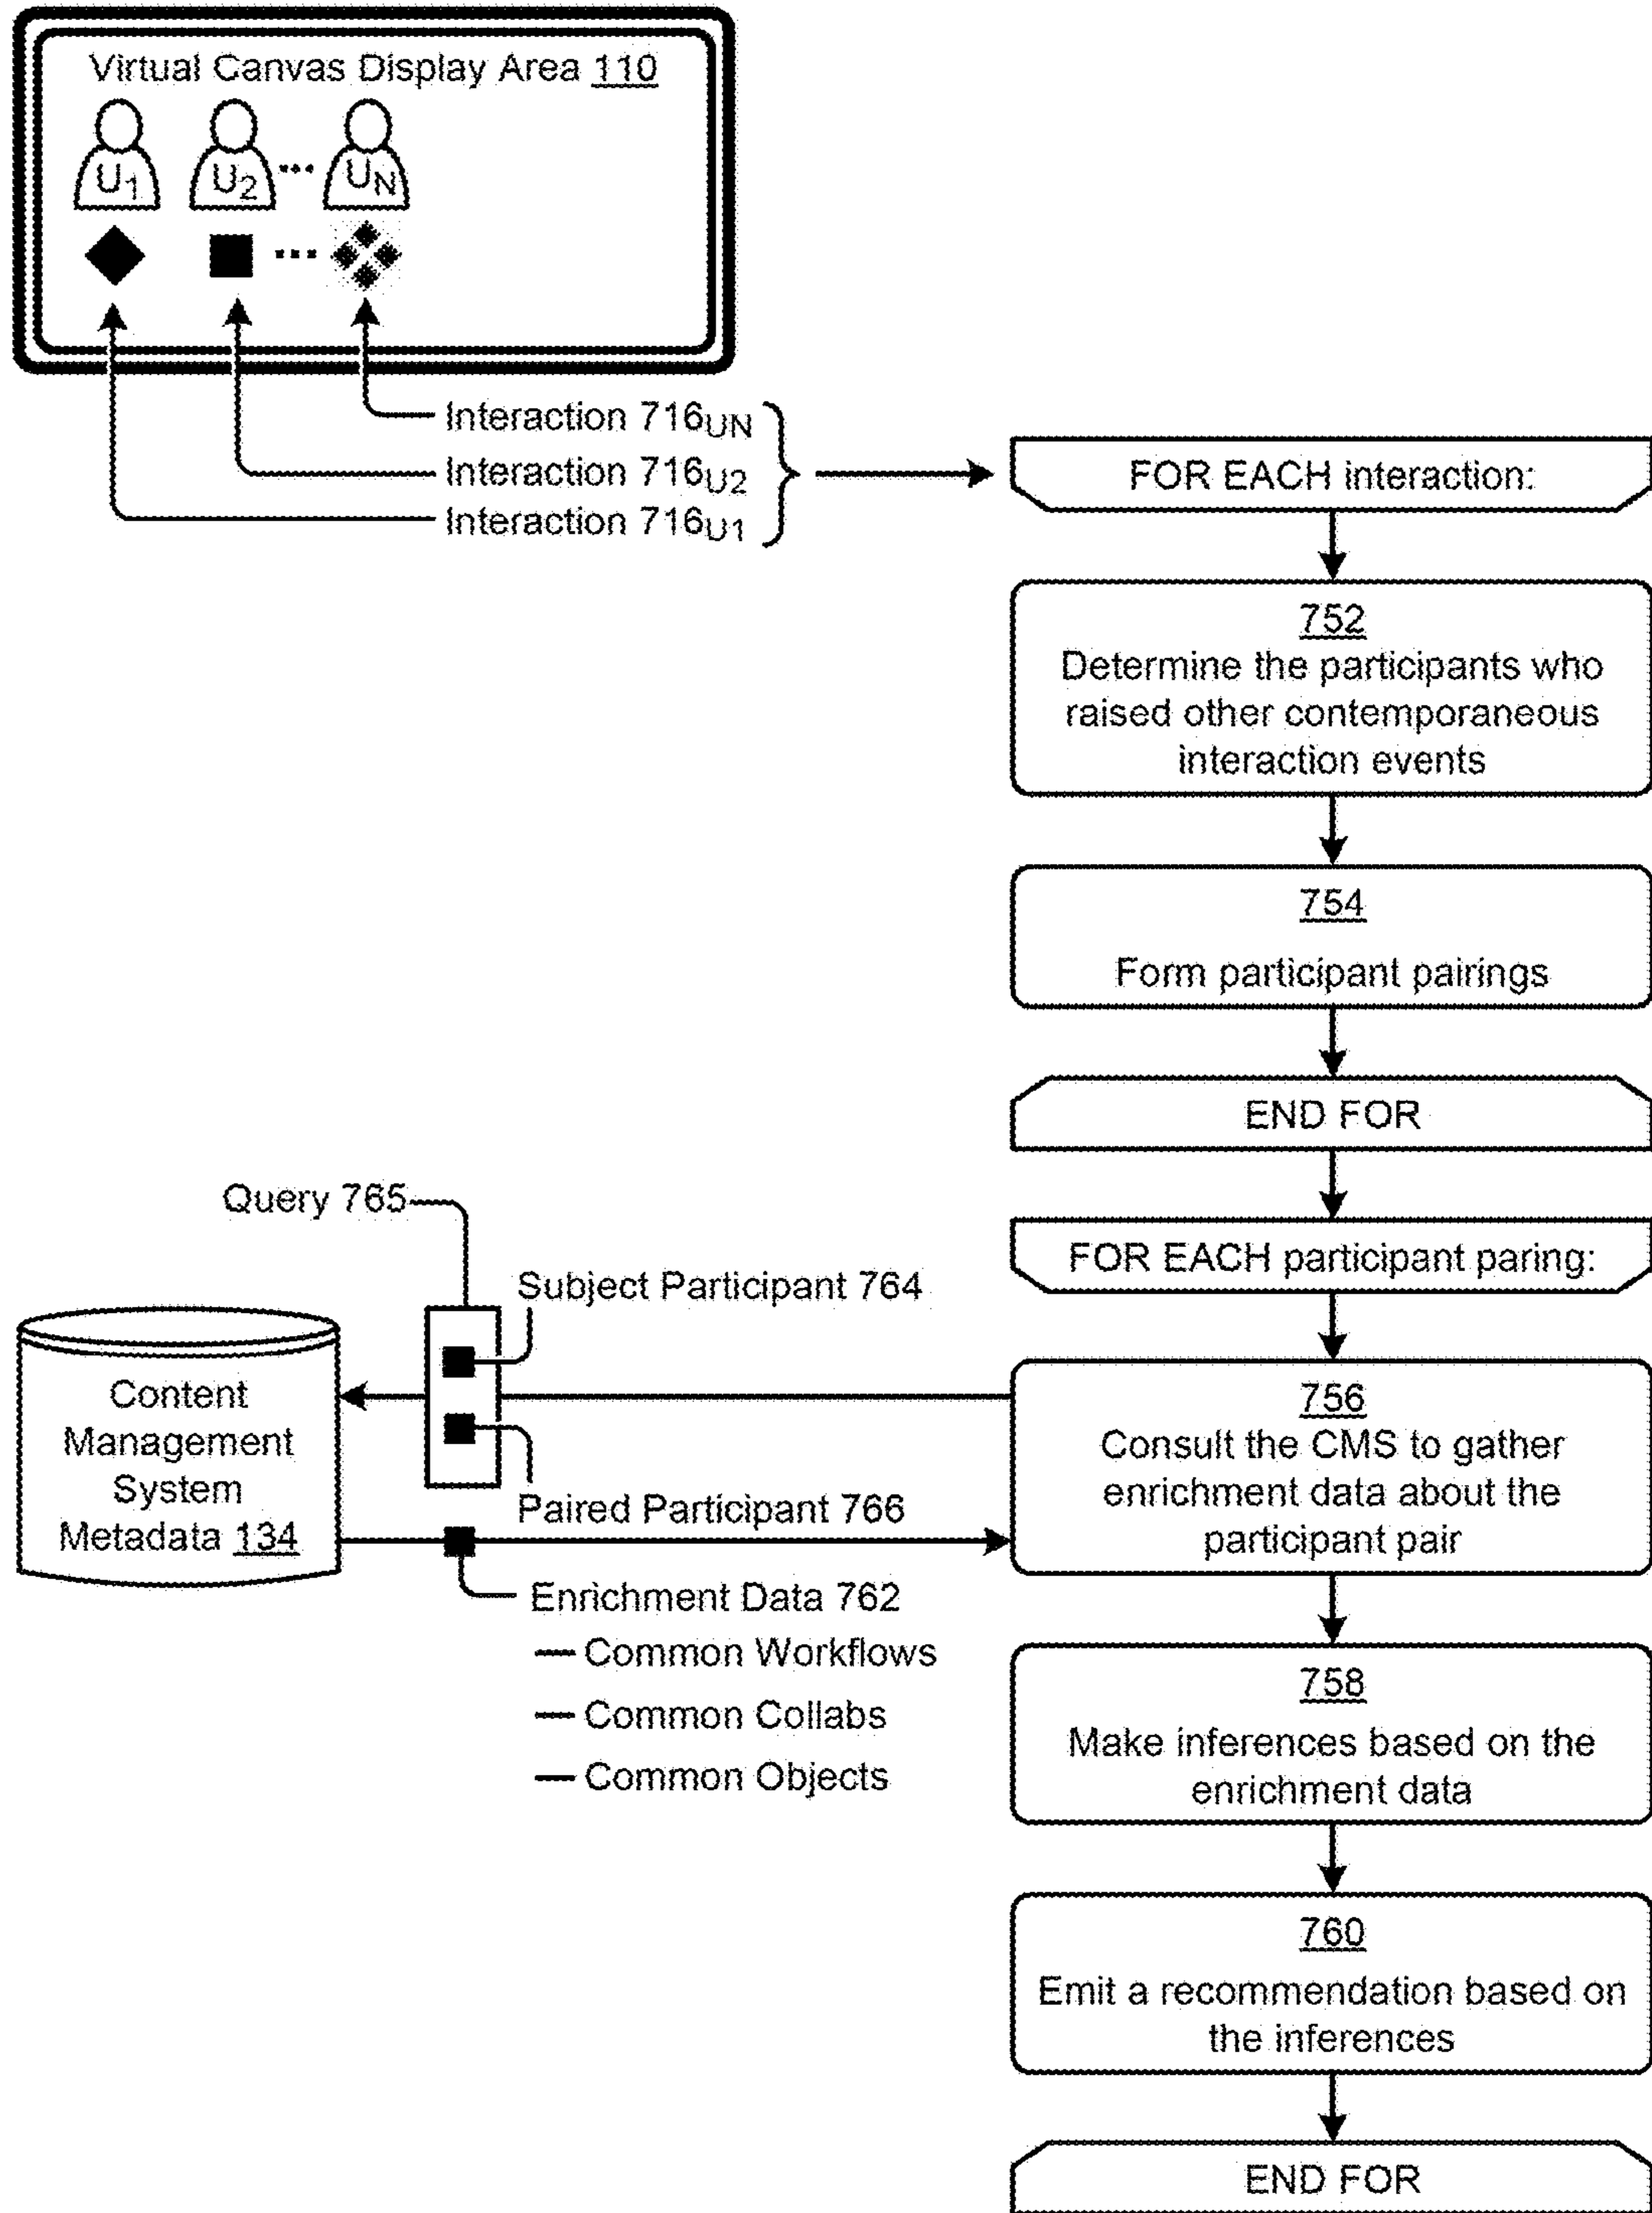 Virtual Canvas Display Area 110
U1 U2 ... UN
...
Interaction 716UN
Interaction 716U2
Interaction 716U1
FOR EACH interaction:
752
Determine the participants who
raised other contemporaneous
interaction events
754
Form participant pairings
END FOR
Query 765
FOR EACH participant paring:
Subject Participant 764
Content
Management
System
Metadata 134
Paired Participant 766
756
Consult the CMS to gather
enrichment data about the
participant pair
Enrichment Data 762
— Common Workflows
— Common Collabs
— Common Objects
758
Make inferences based on the
enrichment data
760
Emit a recommendation based on
the inferences
END FOR